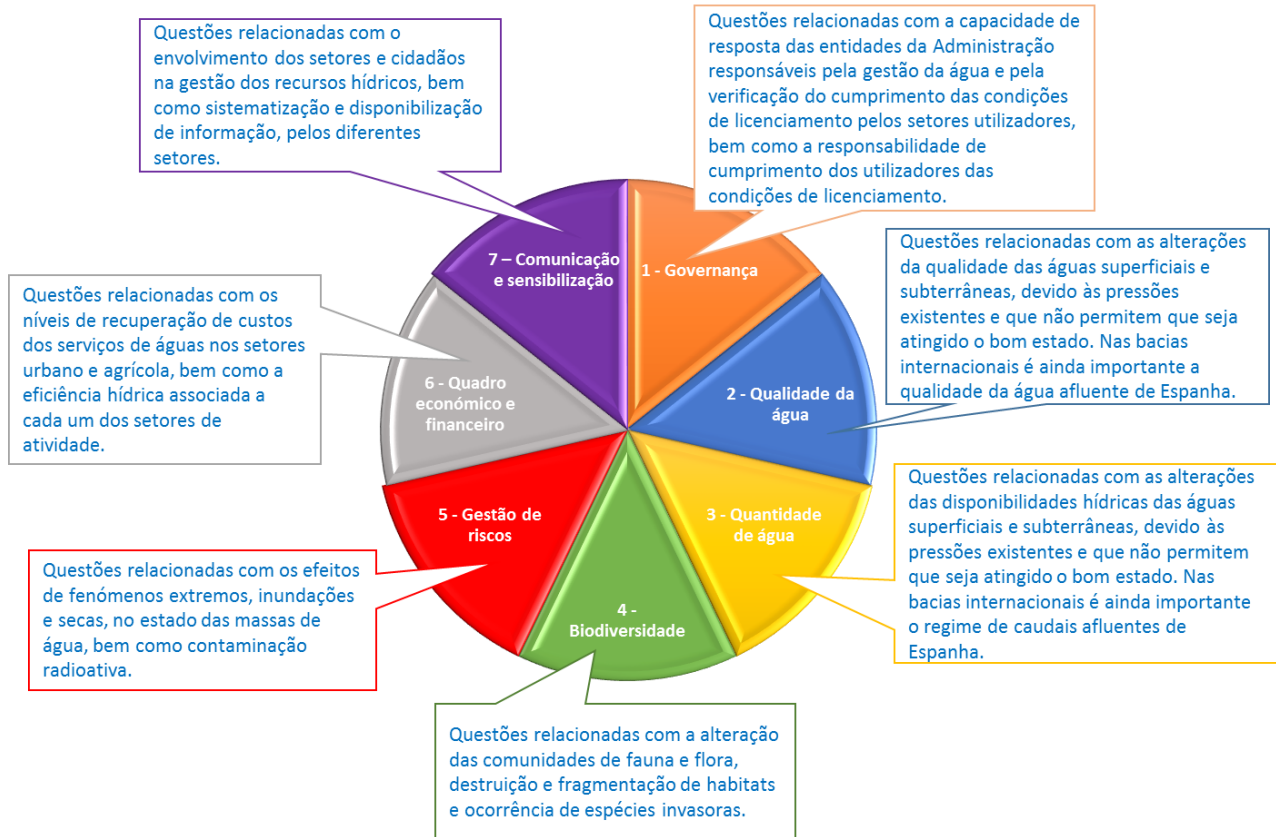 Questões relacionadas com o
envolvimento dos setores e cidadãos
na gestão dos recursos hídricos, bem
como sistematização e disponibilização
de informação, pelos diferentes
setores.
Questões relacionadas com a capacidade de
resposta das entidades da Administração
responsáveis pela gestão da água e pela
verificação do cumprimento das condições
de licenciamento pelos setores utilizadores,
bem como a responsabilidade de
cumprimento dos utilizadores das
condições de licenciamento.
7 – Comunicação
e sensibilização
1 - Governança
Questões relacionadas com as alterações
da qualidade das águas superficiais e
subterrâneas, devido às pressões
existentes e que não permitem que seja
atingido o bom estado. Nas bacias
internacionais é ainda importante a
qualidade da água afluente de Espanha.
Questões relacionadas com os
níveis de recuperação de custos
dos serviços de águas nos setores
urbano e agrícola, bem como a
eficiência hídrica associada a
cada um dos setores de
atividade.
6 - Quadro
económico e
financeiro
2 - Qualidade da
água
5 - Gestão de
riscos
3 - Quantidade
de água
Questões relacionadas com as alterações
das disponibilidades hídricas das águas
superficiais e subterrâneas, devido às
pressões existentes e que não permitem
que seja atingido o bom estado. Nas
bacias internacionais é ainda importante
o regime de caudais afluentes de
Espanha.
Questões relacionadas com os efeitos
de fenómenos extremos, inundações
e secas, no estado das massas de
água, bem como contaminação
radioativa.
4 -
Biodiversidade
Questões relacionadas com a alteração
das comunidades de fauna e flora,
destruição e fragmentação de habitats
e ocorrência de espécies invasoras.